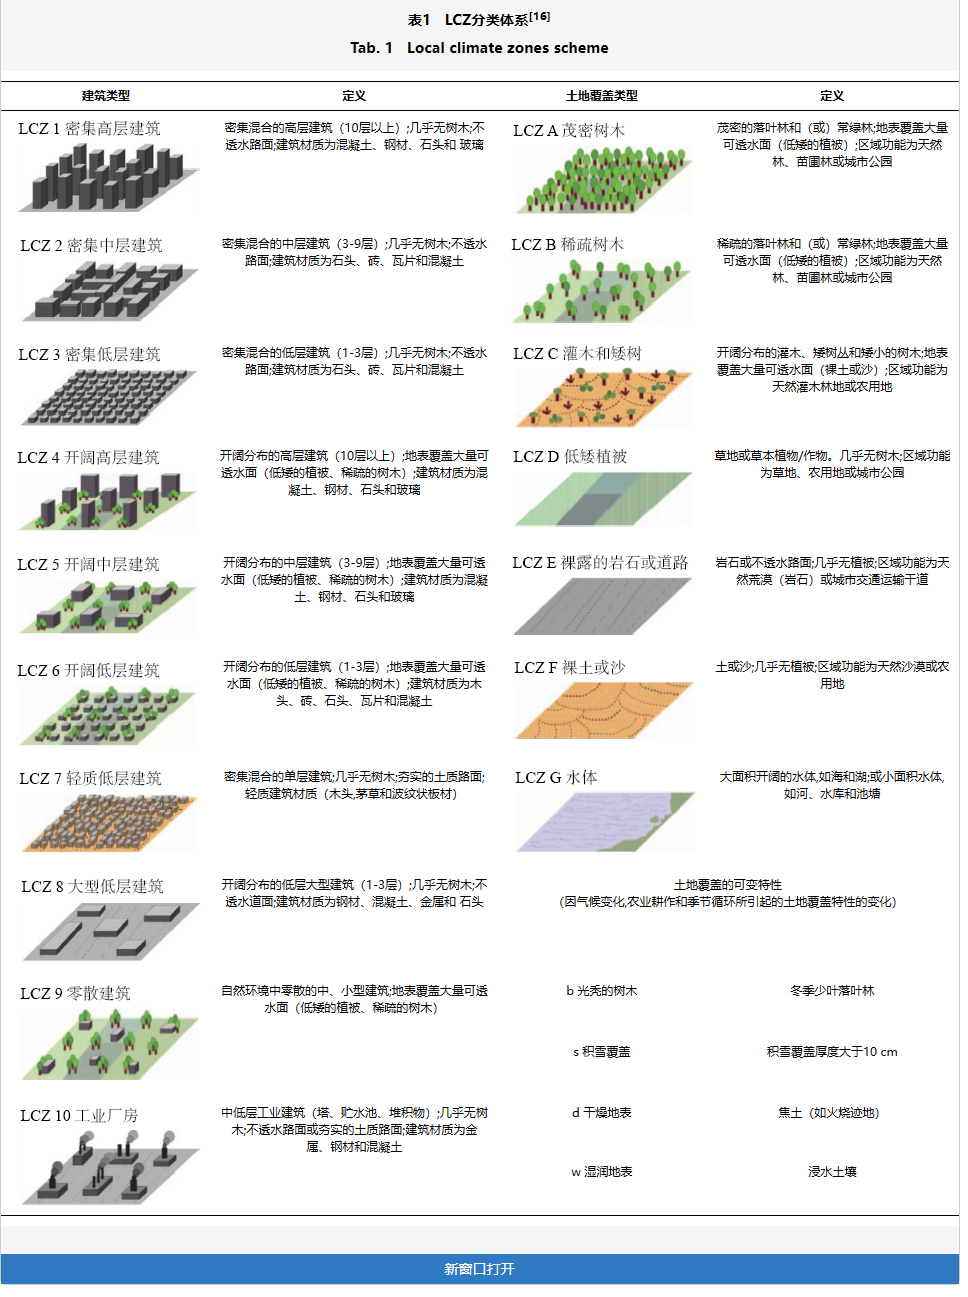 表1 LCZ分类体系[16]
Tab. 1 Local climate zones scheme
建筑类型 定义 土地覆盖类型 定义
LCZ 1 密集高层建筑
密集混合的高层建筑（10层以上）;几乎无树木;不
透水路面;建筑材质为混凝土、钢材、石头和 玻璃
LCZ A 茂密树木
茂密的落叶林和（或）常绿林;地表覆盖大量
可透水面（低矮的植被）;区域功能为天然
林、苗圃林或城市公园
LCZ 2 密集中层建筑
密集混合的中层建筑（3-9层）;几乎无树木;不透水
路面;建筑材质为石头、砖、瓦片和混凝土
LCZ B 稀疏树木
稀疏的落叶林和（或）常绿林;地表覆盖大量
可透水面（低矮的植被）;区域功能为天然
林、苗圃林或城市公园
LCZ 3 密集低层建筑
密集混合的低层建筑（1-3层）;几乎无树木;不透水
路面;建筑材质为石头、砖、瓦片和混凝土
LCZ C 灌木和矮树
开阔分布的灌木、矮树丛和矮小的树木;地表
覆盖大量可透水面（裸土或沙）;区域功能为
天然灌木林地或农用地
LCZ 4 开阔高层建筑
开阔分布的高层建筑（10层以上）;地表覆盖大量可
透水面（低矮的植被、稀疏的树木）;建筑材质为混
凝土、钢材、石头和玻璃
LCZ D 低矮植被
草地或草本植物/作物。几乎无树木;区域功能
为草地、农用地或城市公园
LCZ 5 开阔中层建筑
开阔分布的中层建筑（3-9层）;地表覆盖大量可透
水面（低矮的植被、稀疏的树木）;建筑材质为混凝
土、钢材、石头和玻璃
LCZ E 裸露的岩石或道路
岩石或不透水路面;几乎无植被;区域功能为天
然荒漠（岩石）或城市交通运输干道
LCZ 6 开阔低层建筑
开阔分布的低层建筑（1-3层）;地表覆盖大量可透
水面（低矮的植被、稀疏的树木）;建筑材质为木
头、砖、石头、瓦片和混凝土
LCZ F 裸土或沙
土或沙;几乎无植被;区域功能为天然沙漠或农
用地
LCZ 7 轻质低层建筑
密集混合的单层建筑;几乎无树木;夯实的土质路面;
轻质建筑材质（木头,茅草和波纹状板材）
LCZ G 水体
大面积开阔的水体,如海和湖;或小面积水体,
如河、水库和池塘
LCZ 8 大型低层建筑
开阔分布的低层大型建筑（1-3层）;几乎无树木;不
透水道面;建筑材质为钢材、混凝土、金属和 石头
土地覆盖的可变特性
（因气候变化,农业耕作和季节循环所引起的土地覆盖特性的变化）
LCZ 9 零散建筑
自然环境中零散的中、小型建筑;地表覆盖大量可透
水面（低矮的植被、稀疏的树木）
b 光秃的树木 冬季少叶落叶林
s 积雪覆盖 积雪覆盖厚度大于10 cm
LCZ 10 工业厂房
中低层工业建筑（塔、贮水池、堆积物）;几乎无树
木;不透水路面或夯实的土质路面;建筑材质为金
属、钢材和混凝土
d 干燥地表 焦土（如火烧迹地）
w 湿润地表 浸水土壤
新窗口打开